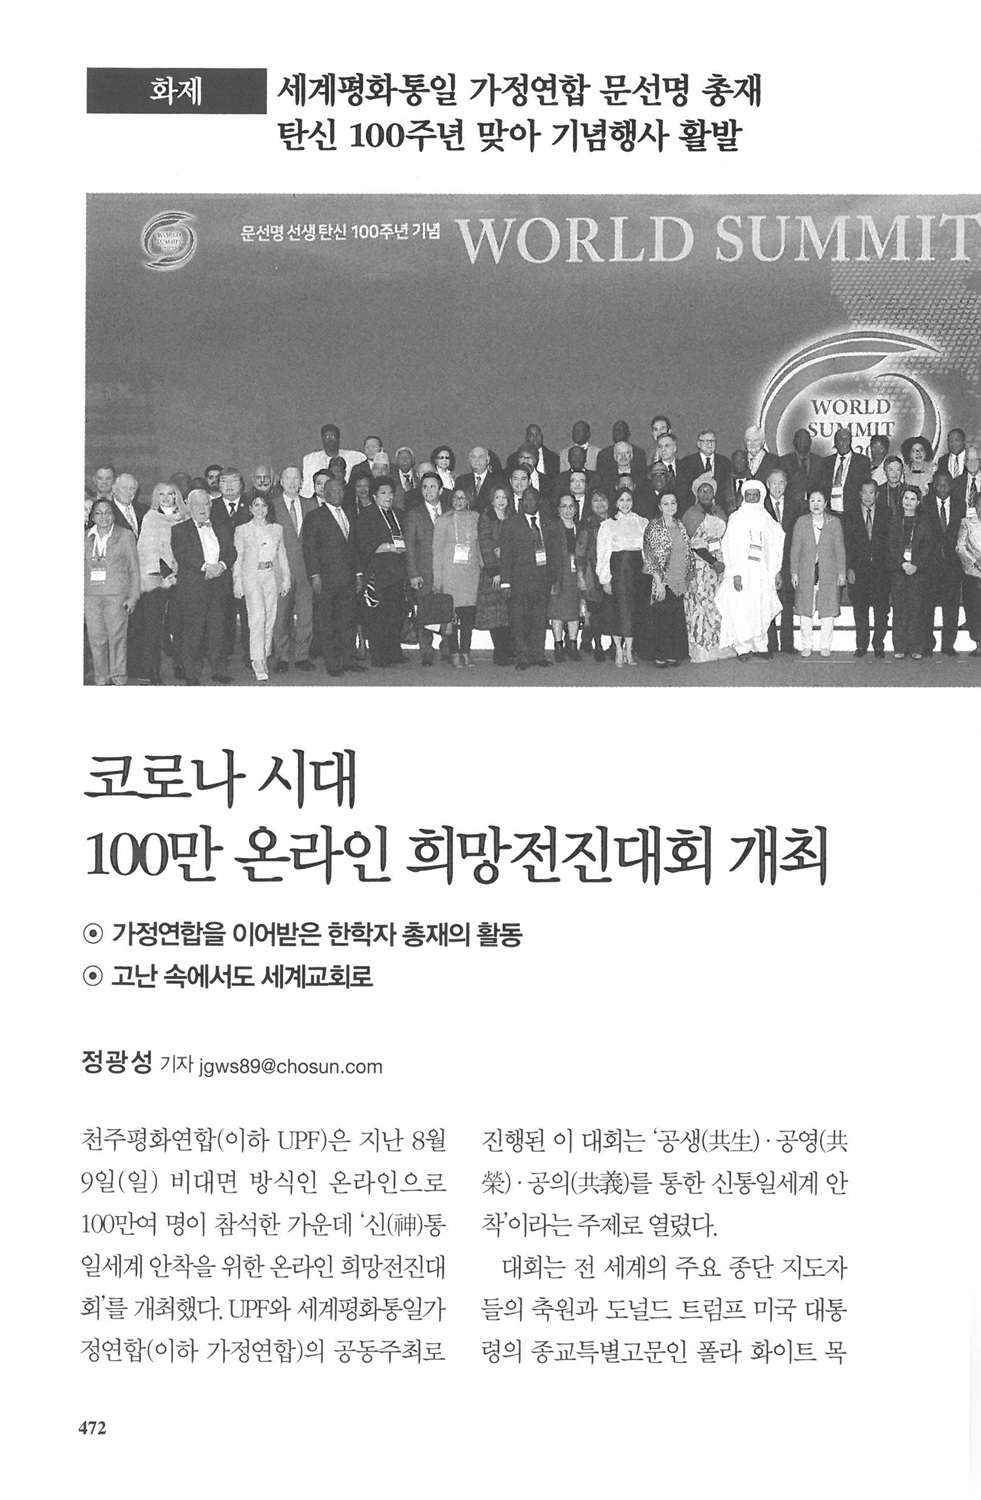 화제
세계평화통일 가정연합 문선명 총재
탄신 100주년 맞아 기념행사 활발
WORLD
SUMMIT
문선명 선생 탄신 100주년 기념
WORLD SUMMIT
WORLD
SUMMIT
코로나 시대
100만 온라인 희망전진대회 개최
⊙ 가정연합을 이어받은 한학자 총재의 활동
⊙ 고난 속에서도 세계교회로
정광성 기자 jgws89@chosun.com
천주평화연합(이하 UPF)은 지난 8월
9일(일) 비대면 방식인 온라인으로
100만여 명이 참석한 가운데 ‘신(神)통
일세계 안착을 위한 온라인 희망전진대
회’를 개최했다. UPF와 세계평화통일가
정연합(이하 가정연합)의 공동주최로
진행된 이 대회는 ‘공생(共生)·공영(共
榮)·공의(共義)를 통한 신통일세계 안
착’이라는 주제로 열렸다.
대회는 전 세계의 주요 종단 지도자
들의 축원과 도널드 트럼프 미국 대통
령의 종교특별고문인 폴라 화이트 목
472